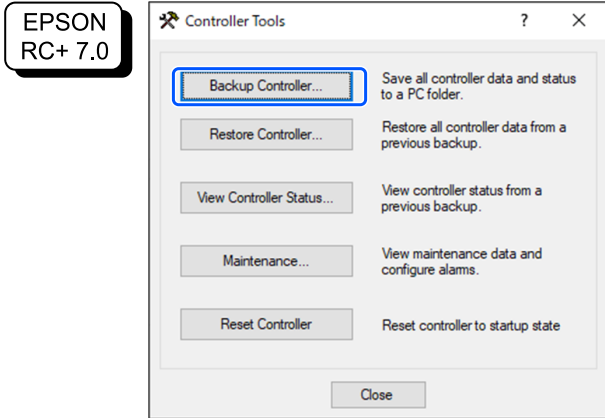 EPSON
RC+ 7.0
Controller Tools
?
Backup Controller...
Save all controller data and status
to a PC folder.
Restore Controller...
Restore all controller data from a
previous backup.
View Controller Status...
View controller status from a
previous backup.
Maintenance...
View maintenance data and
configure alarms.
Reset Controller
Reset controller to startup state
Close